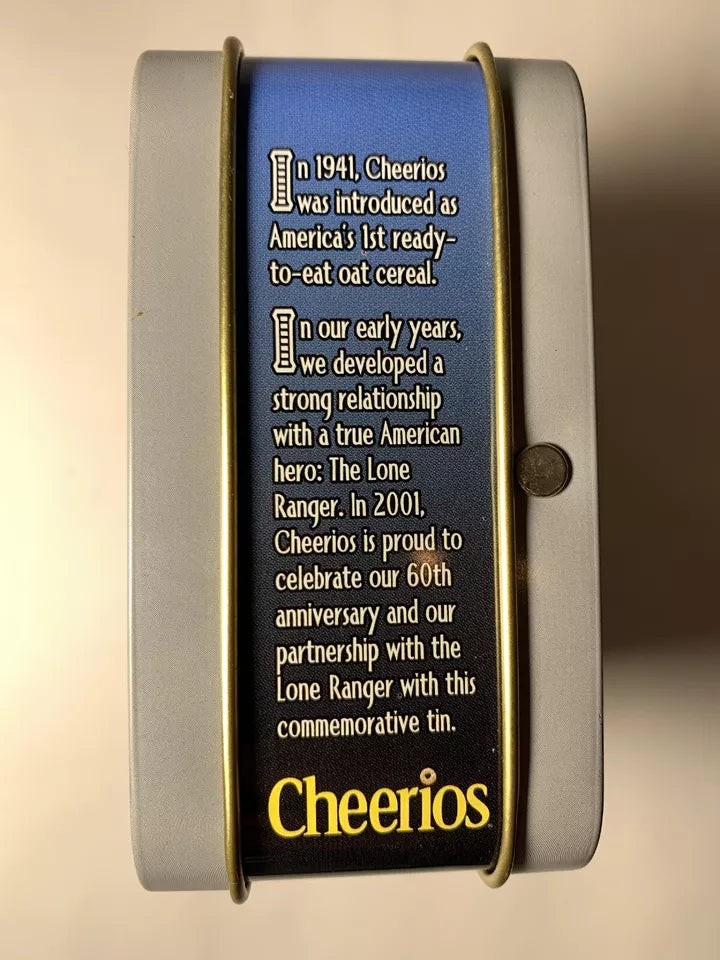 In 1941, Cheerios
was introduced as
America's 1st ready-
to-eat oat cereal.
In our early years,
we developed a
strong relationship
with a true American
hero: The Lone
Ranger. In 2001,
Cheerios is proud to
celebrate our 60th
anniversary and our
partnership with the
Lone Ranger with this
commemorative tin.
Cheerios